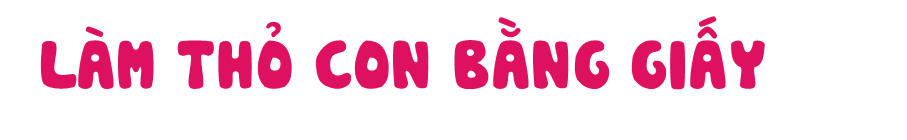 LÀM THỎ CON BẰNG GIẤY